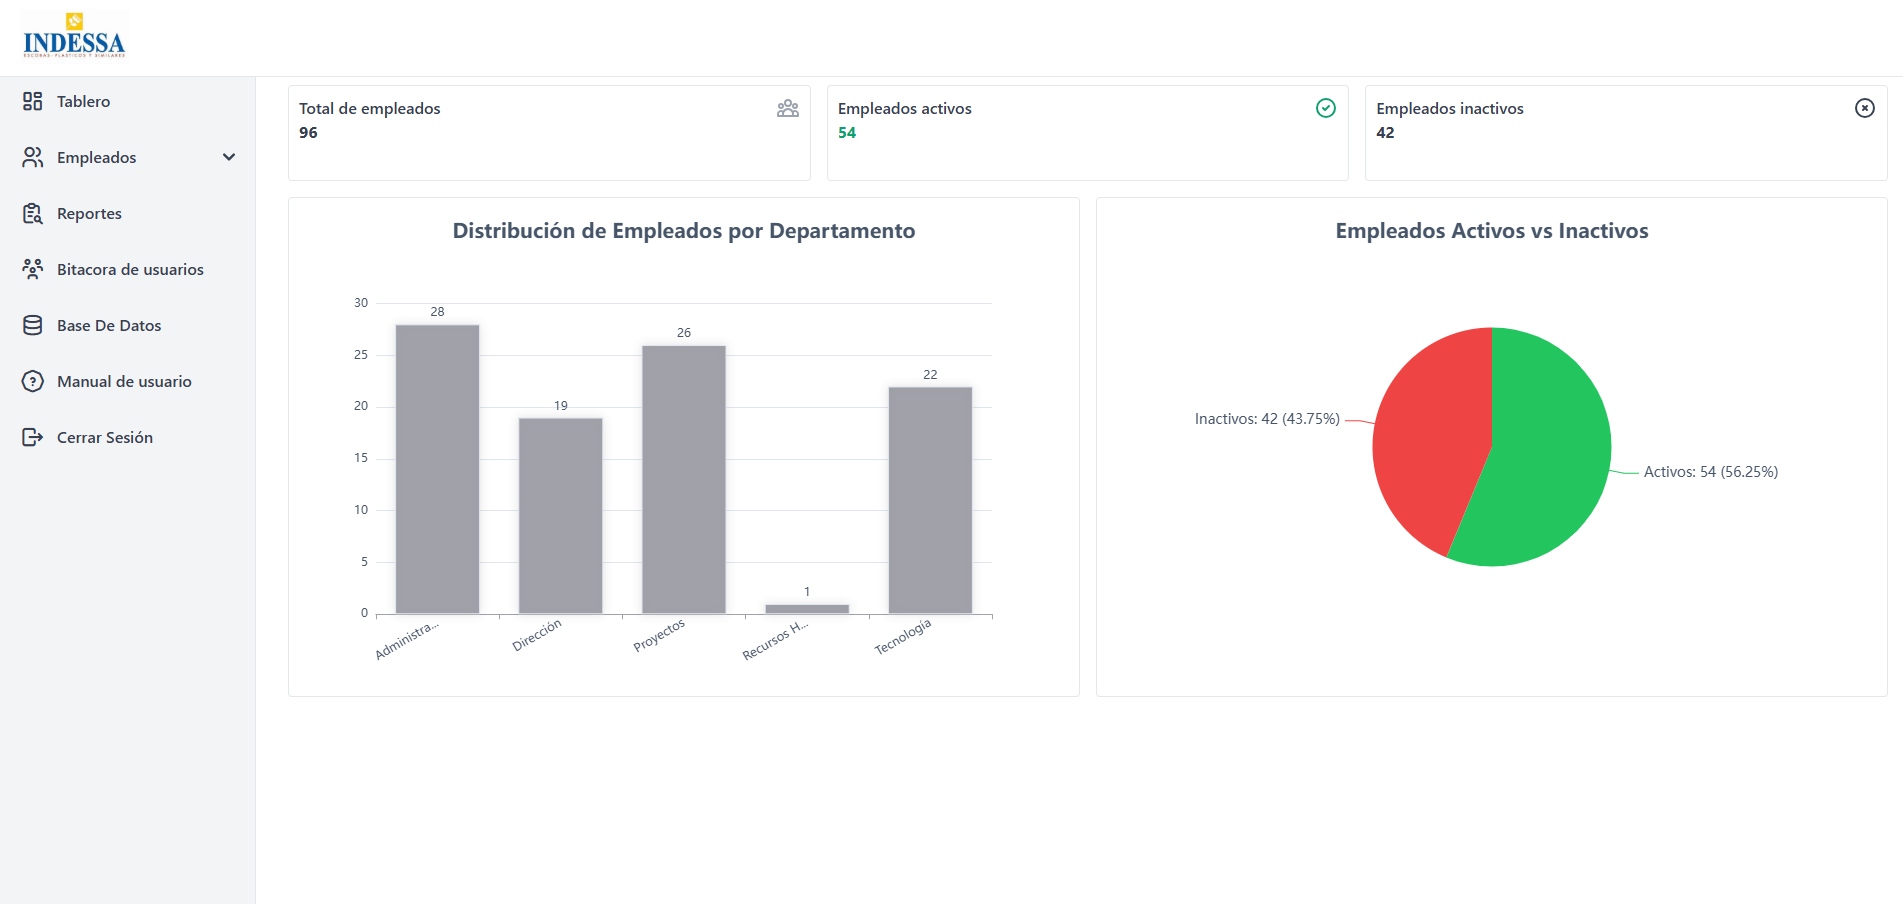 INDESSA
ESCOBAS - PLASTICOS Y SIMILARES
Tablero
Empleados
Reportes
Bitacora de usuarios
Base De Datos
Manual de usuario
Cerrar Sesión
Total de empleados
96
Empleados activos
54
Empleados inactivos
42
Distribución de Empleados por Departamento
30
25
20
15
10
5
0
28
19
26
1
22
Administra...
Dirección
Proyectos
Recursos H...
Tecnología
Empleados Activos vs Inactivos
Inactivos: 42 (43.75%)
Activos: 54 (56.25%)